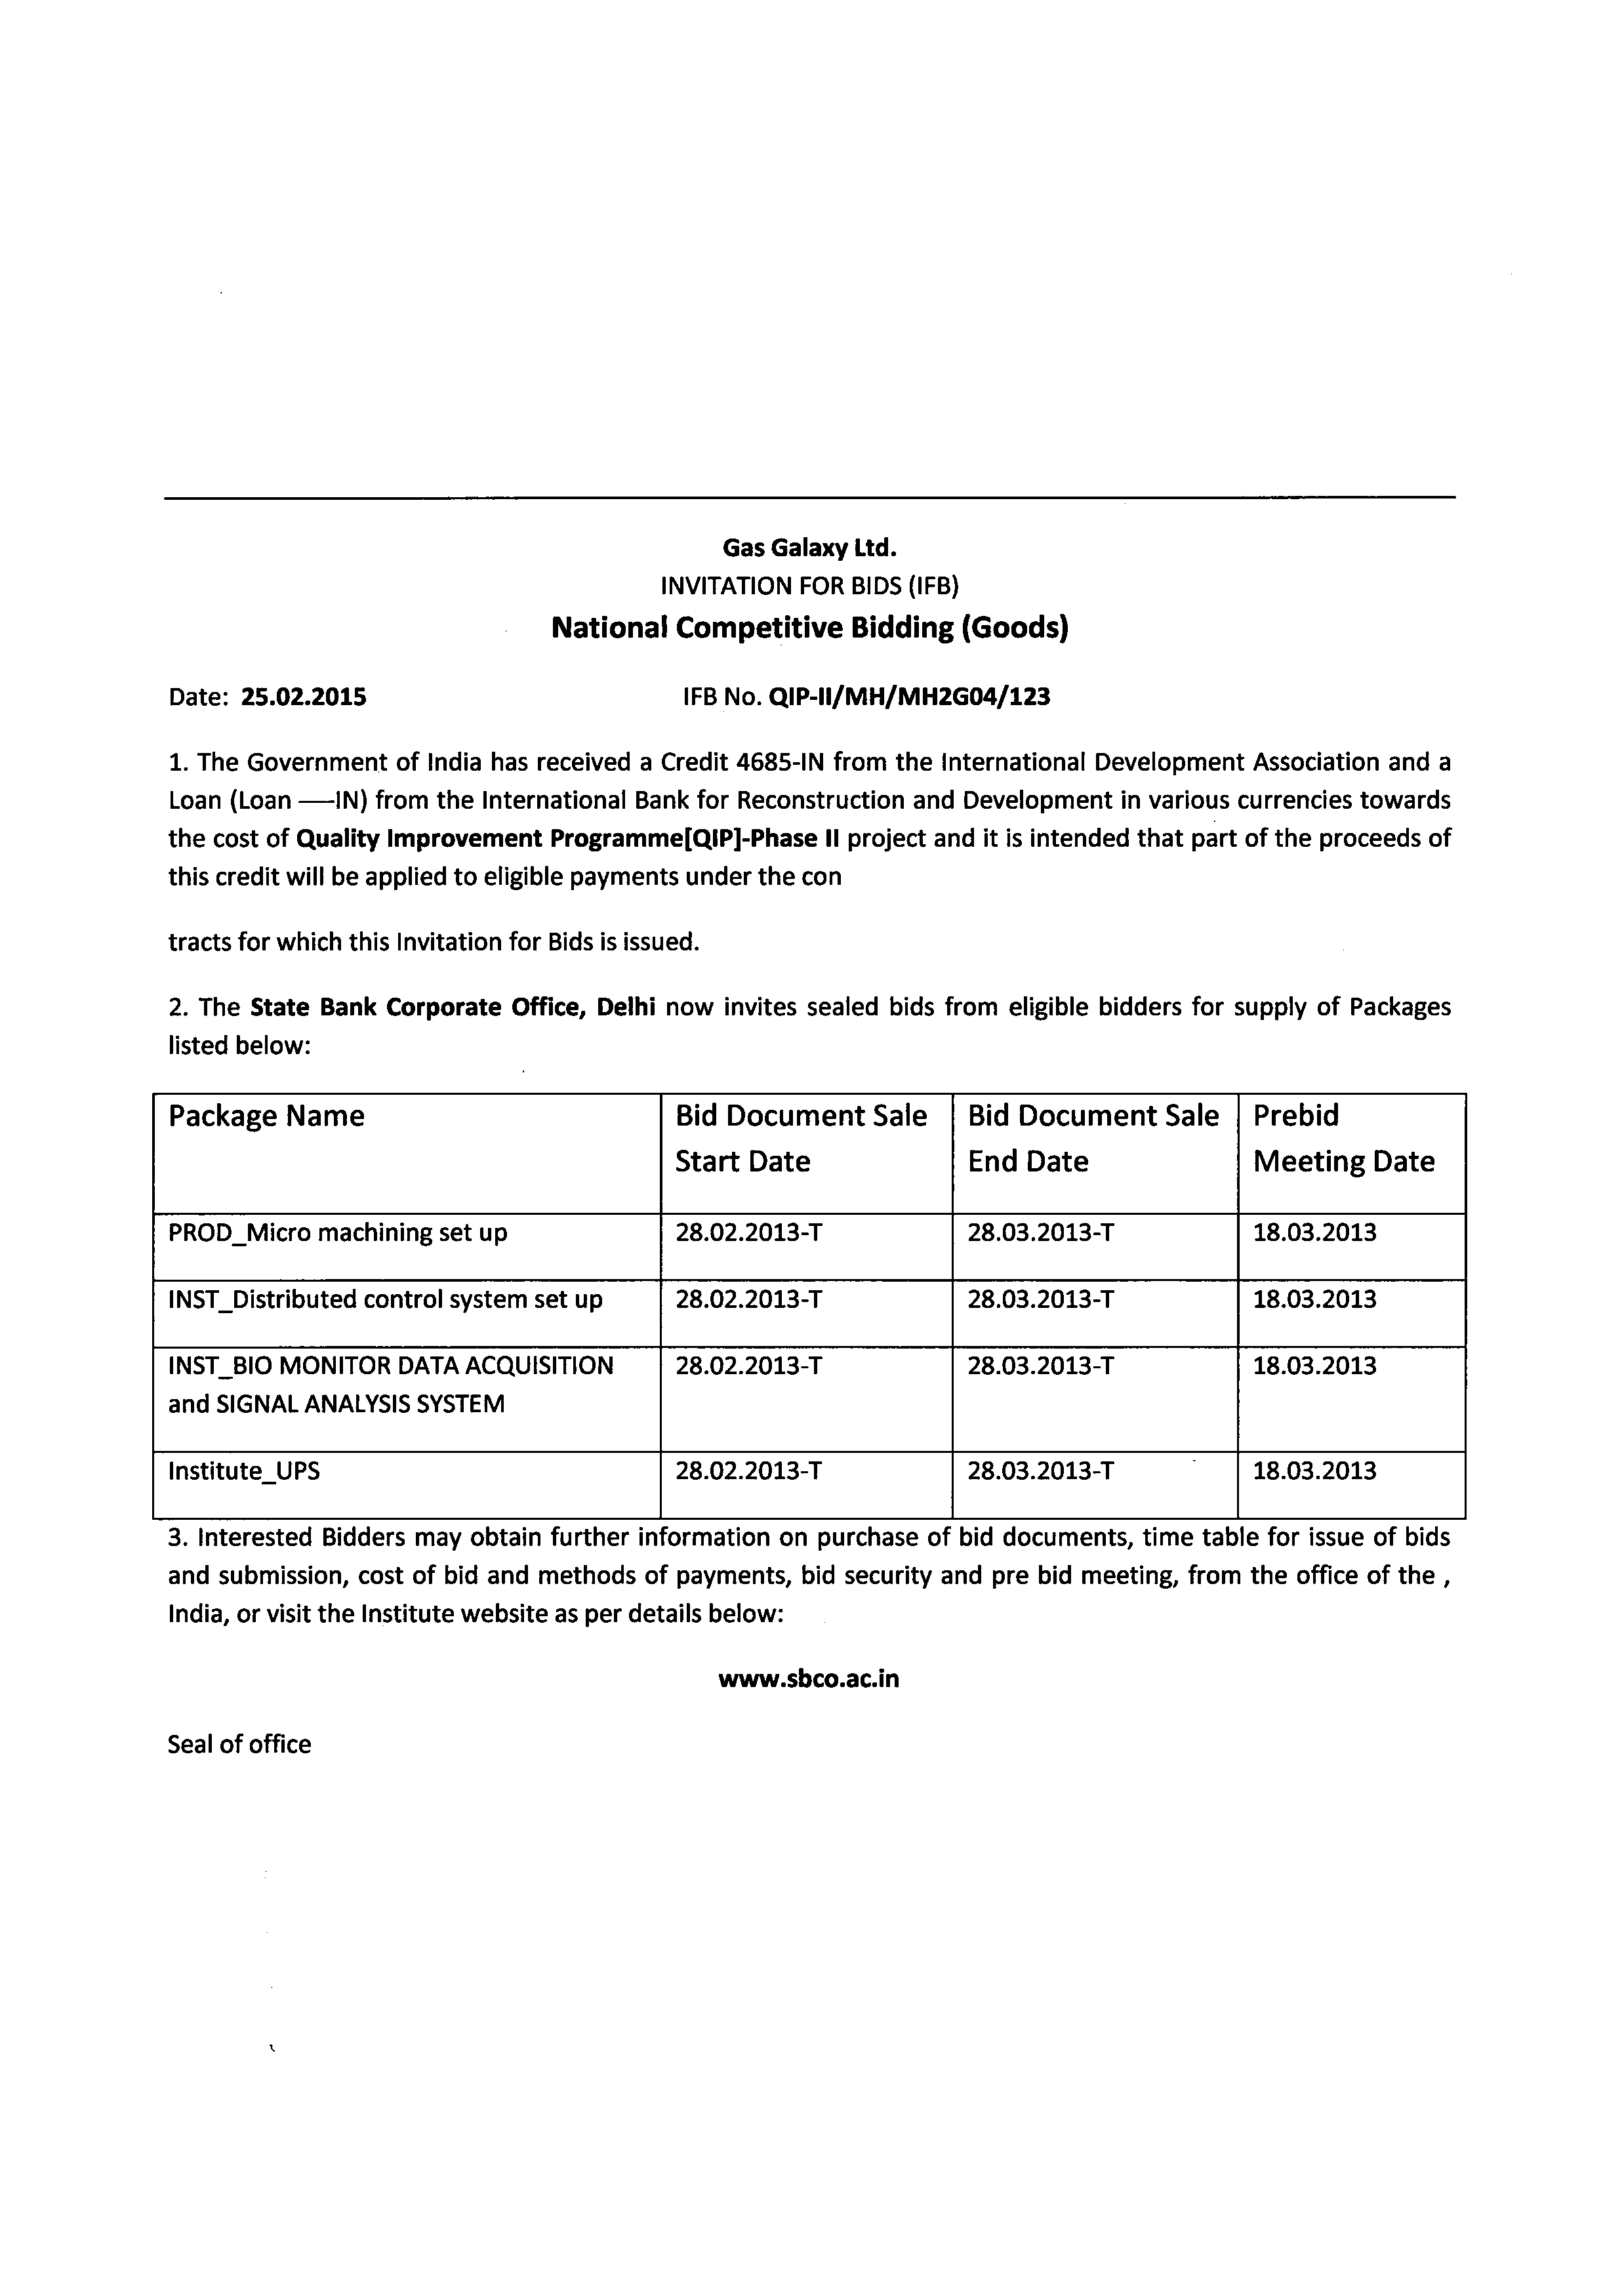 Gas Galaxy Ltd.
INVITATION FOR BIDS (IFB)
National Competitive Bidding (Goods)
Date: 25.02.2015 IFB No. QIP-II/MH/MH2G04/123
1. The Government of India has received a Credit 4685-IN from the International Development Association and a
Loan (Loan —–IN) from the International Bank for Reconstruction and Development in various currencies towards
the cost of Quality Improvement Programme[QIP]-Phase II project and it is intended that part of the proceeds of
this credit will be applied to eligible payments under the con
tracts for which this Invitation for Bids is issued.
2. The State Bank Corporate Office, Delhi now invites sealed bids from eligible bidders for supply of Packages
listed below:
Package Name Bid Document Sale Bid Document Sale Prebid
Start Date End Date Meeting Date
PROD_Micro machining set up 28.02.2013-T 28.03.2013-T 18.03.2013
INST_Distributed control system set up 28.02.2013-T 28.03.2013-T 18.03.2013
INST_BIO MONITOR DATA ACQUISITION 28.02.2013-T 28.03.2013-T 18.03.2013
and SIGNAL ANALYSIS SYSTEM
Institute_UPS 28.02.2013-T 28.03.2013-T 18.03.2013
3. Interested Bidders may obtain further information on purchase of bid documents, time table for issue of bids
and submission, cost of bid and methods of payments, bid security and pre bid meeting, from the office of the ,
India, or visit the Institute website as per details below:
www.sbco.ac.in
Seal of office